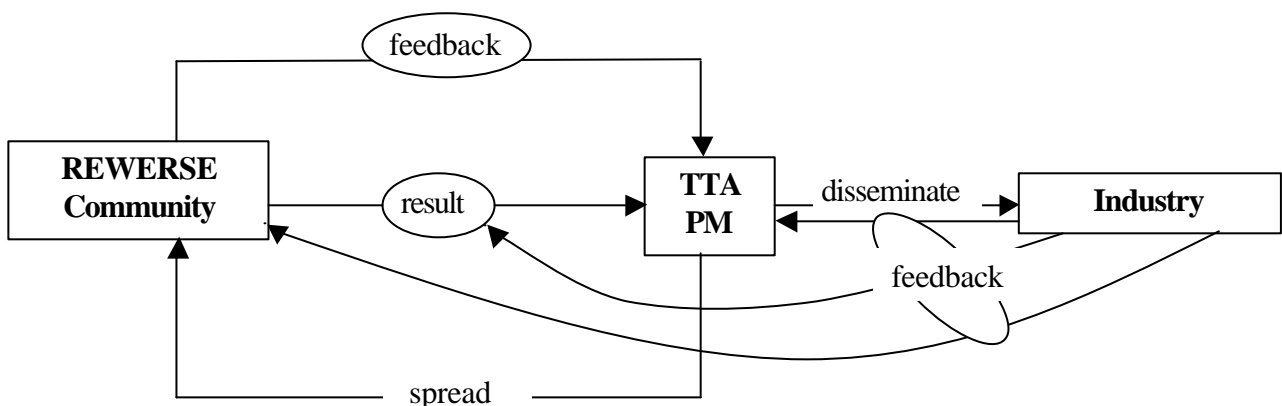 feedback
REWERSE
Community
result
TTA
PM
disseminate
Industry
feedback
spread